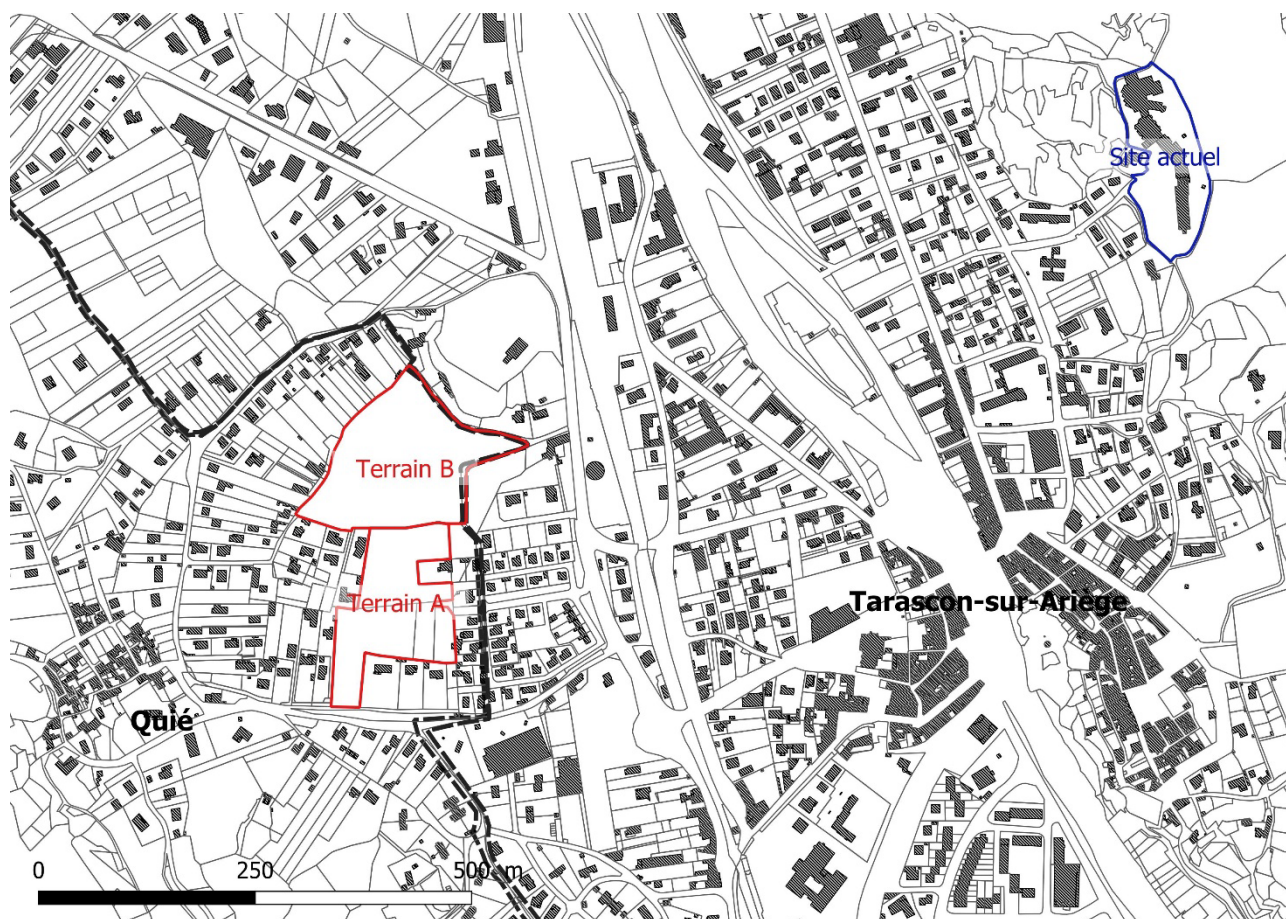 Site actuel
Terrain B
Terrain A
Tarascon-sur-Ariège
Quié
0 250 500 m